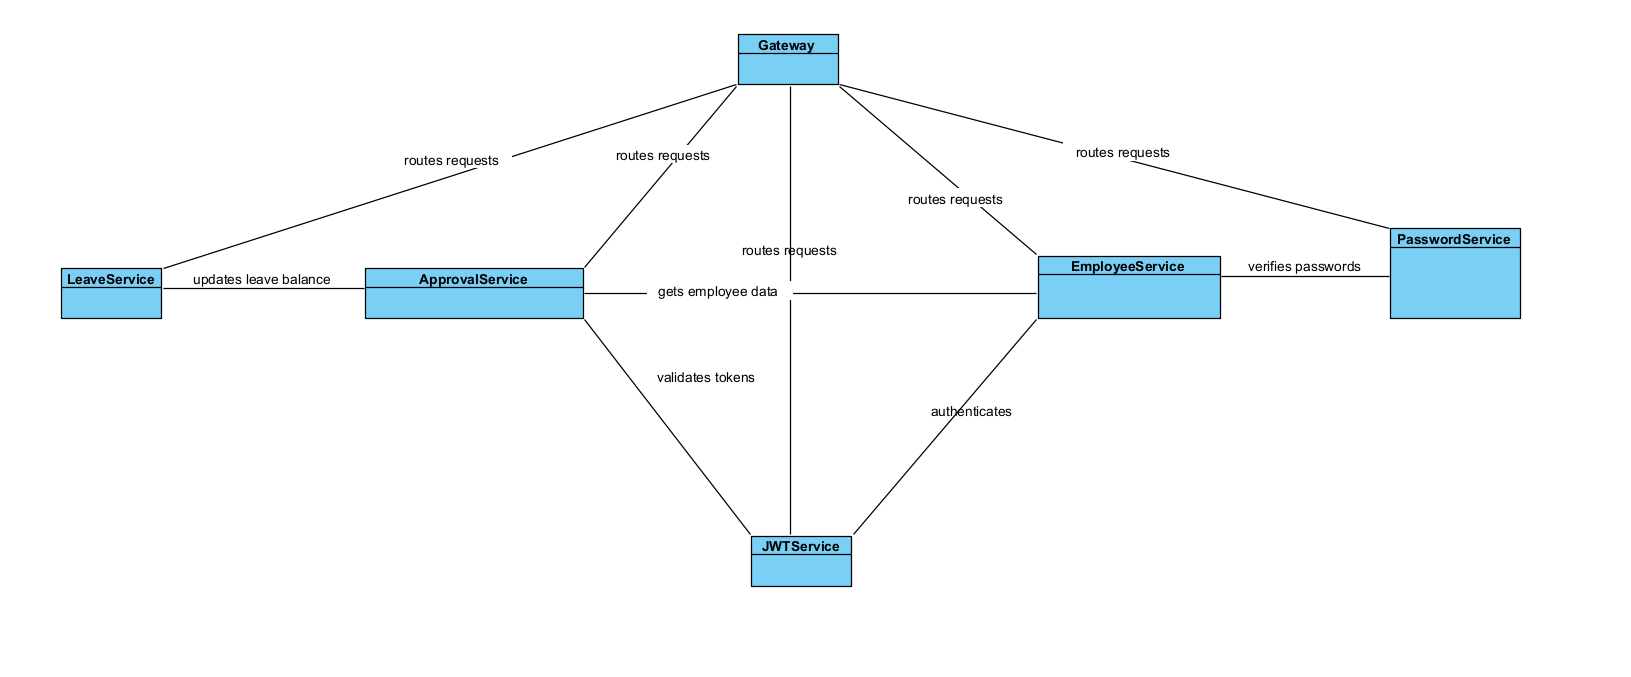 Gateway
routes requests
routes requests
routes requests
routes requests
routes requests
PasswordService
LeaveService
updates leave balance
ApprovalService
gets employee data
EmployeeService
verifies passwords
validates tokens
authenticates
JWTService